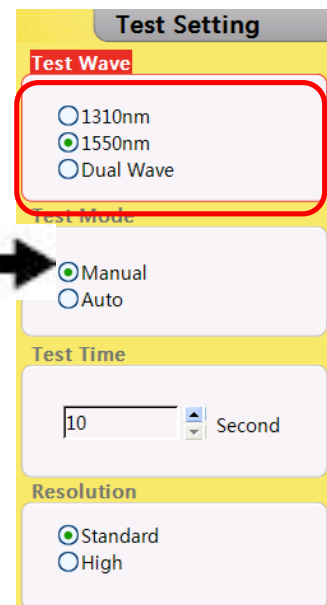 Test Setting
Test Wave
1310nm
1550nm
Dual Wave
Test Mode
Manual
Auto
Test Time
10 Second
Resolution
Standard
High